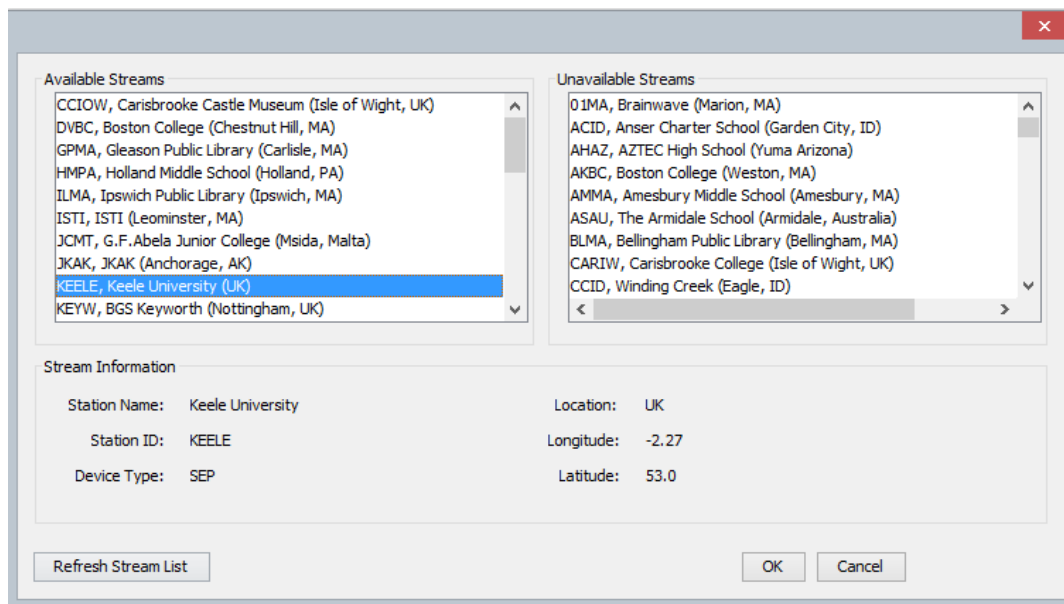 Available Streams
CCIOW, Carisbrooke Castle Museum (Isle of Wight, UK)
DVBC, Boston College (Chestnut Hill, MA)
GPMA, Gleason Public Library (Carlisle, MA)
HMPA, Holland Middle School (Holland, PA)
ILMA, Ipswich Public Library (Ipswich, MA)
ISTI, ISTI (Leominster, MA)
JCMT, G.F.Abela Junior College (Msida, Malta)
JKAK, JKAK (Anchorage, AK)
KEELE, Keele University (UK)
KEYW, BGS Keyworth (Nottingham, UK)
Unavailable Streams
01MA, Brainwave (Marion, MA)
ACID, Anser Charter School (Garden City, ID)
AHAZ, AZTEC High School (Yuma Arizona)
AKBC, Boston College (Weston, MA)
AMMA, Amesbury Middle School (Amesbury, MA)
ASAU, The Armidale School (Armidale, Australia)
BLMA, Bellingham Public Library (Bellingham, MA)
CARIW, Carisbrooke College (Isle of Wight, UK)
CCID, Winding Creek (Eagle, ID)
Stream Information
Station Name: Keele University
Location: UK
Station ID: KEELE
Longitude: -2.27
Device Type: SEP
Latitude: 53.0
Refresh Stream List
OK
Cancel